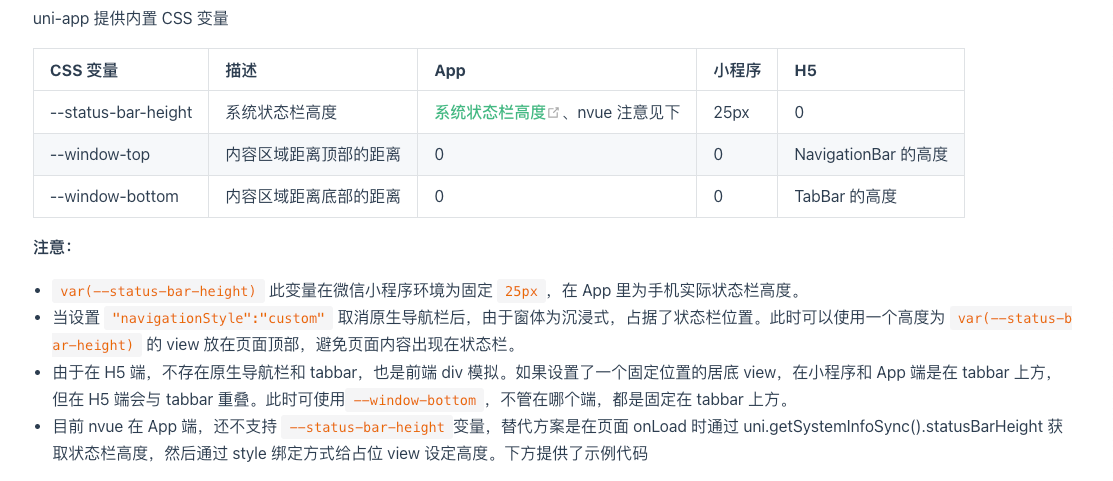 uni-app 提供内置 CSS 变量
CSS 变量 描述 App 小程序 H5
--status-bar-height 系统状态栏高度 系统状态栏高度、nvue 注意见下 25px 0
--window-top 内容区域距离顶部的距离 0 0 NavigationBar 的高度
--window-bottom 内容区域距离底部的距离 0 0 TabBar 的高度
注意：
• var(--status-bar-height) 此变量在微信小程序环境为固定 25px，在 App 里为手机实际状态栏高度。
• 当设置 "navigationStyle":"custom" 取消原生导航栏后，由于窗体为沉浸式，占据了状态栏位置。此时可以使用一个高度为 var(--status-b
ar-height) 的 view 放在页面顶部，避免页面内容出现在状态栏。
• 由于在 H5 端，不存在原生导航栏和 tabbar，也是前端 div 模拟。如果设置了一个固定位置的居底 view，在小程序和 App 端是在 tabbar 上方，
但在 H5 端会与 tabbar 重叠。此时可使用 --window-bottom，不管在哪个端，都是固定在 tabbar 上方。
• 目前 nvue 在 App 端，还不支持 --status-bar-height 变量，替代方案是在页面 onLoad 时通过 uni.getSystemInfoSync().statusBarHeight 获
取状态栏高度，然后通过 style 绑定方式给占位 view 设定高度。下方提供了示例代码